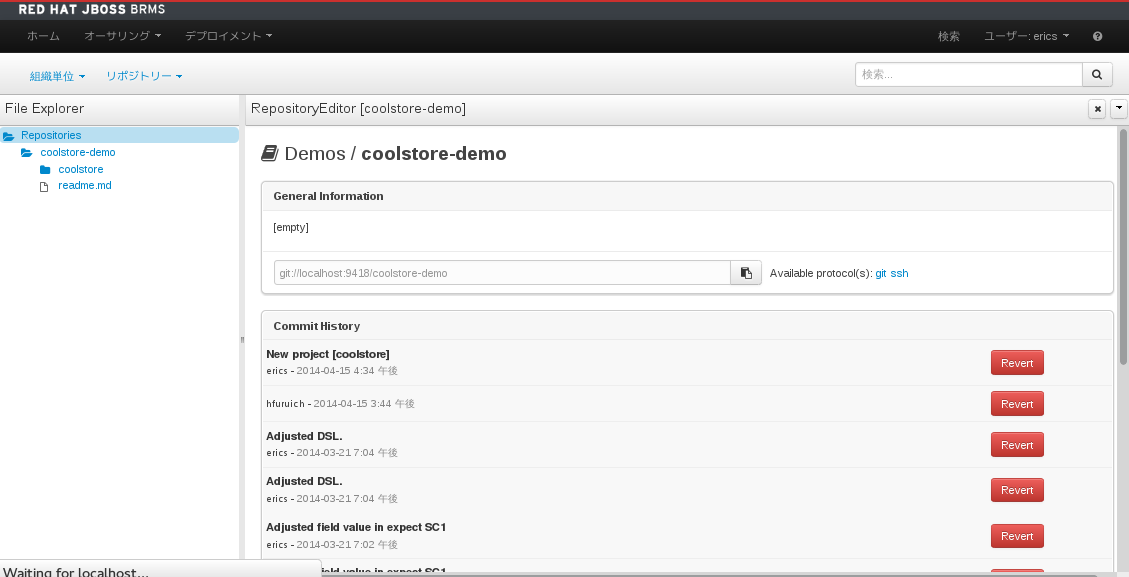 RED HAT JBOSS BRMS
ホーム オーサリング デプロイメント 検索 ユーザー: erics
組織単位 リポジトリー 検索...
File Explorer
RepositoryEditor [coolstore-demo]
Repositories
coolstore-demo
coolstore
readme.md
Demos / coolstore-demo
General Information
[empty]
git://localhost:9418/coolstore-demo Available protocol(s): git ssh
Commit History
New project [coolstore]
erics - 2014-04-15 4:34 午後
Revert
hfuruich - 2014-04-15 3:44 午後
Revert
Adjusted DSL.
erics - 2014-03-21 7:04 午後
Revert
Adjusted DSL.
erics - 2014-03-21 7:04 午後
Revert
Adjusted field value in expect SC1
erics - 2014-03-21 7:02 午後
Revert
field value in expect SC1
Waiting for localhost...